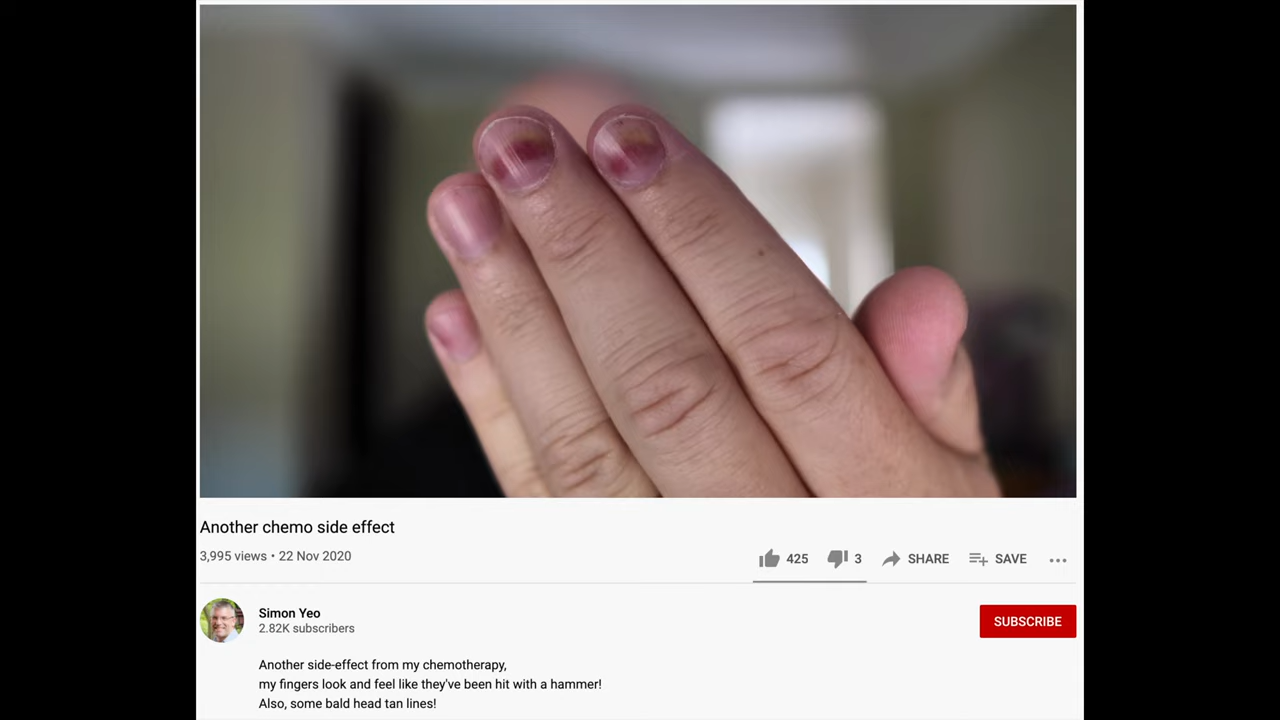 Another chemo side effect
3,995 views • 22 Nov 2020
425
3
SHARE
SAVE
Simon Yeo
2.82K subscribers
SUBSCRIBE
Another side-effect from my chemotherapy,
my fingers look and feel like they've been hit with a hammer!
Also, some bald head tan lines!